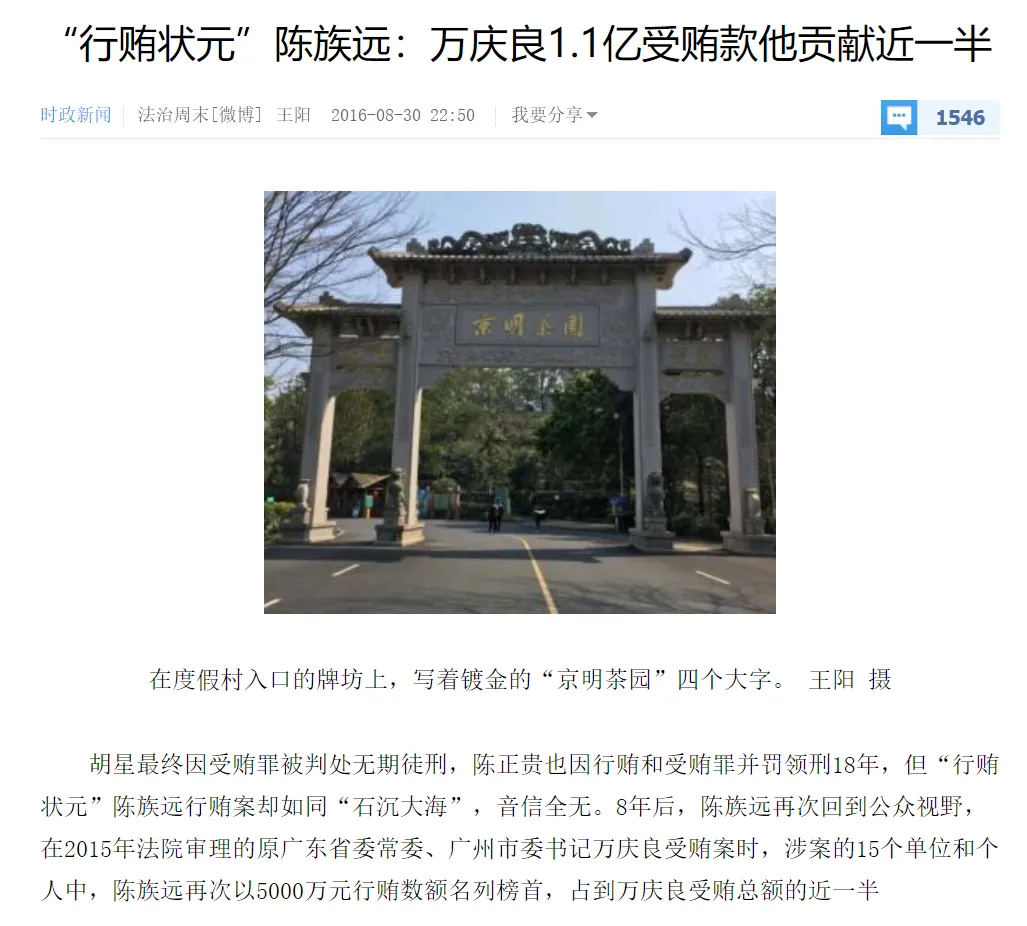 “行贿状元”陈族远：万庆良1.1亿受贿款他贡献近一半
时政新闻 法治周末[微博] 王阳 2016-08-30 22:50 我要分享 1546
京明茶园
在度假村入口的牌坊上，写着镀金的“京明茶园”四个大字。 王阳 摄
胡星最终因受贿罪被判处无期徒刑，陈正贵也因行贿和受贿罪并罚领刑18年，但“行贿
状元”陈族远行贿案却如同“石沉大海”，音信全无。8年后，陈族远再次回到公众视野，
在2015年法院审理的原广东省委常委、广州市委书记万庆良受贿案时，涉案的15个单位和个
人中，陈族远再次以5000万元行贿数额名列榜首，占到万庆良受贿总额的近一半